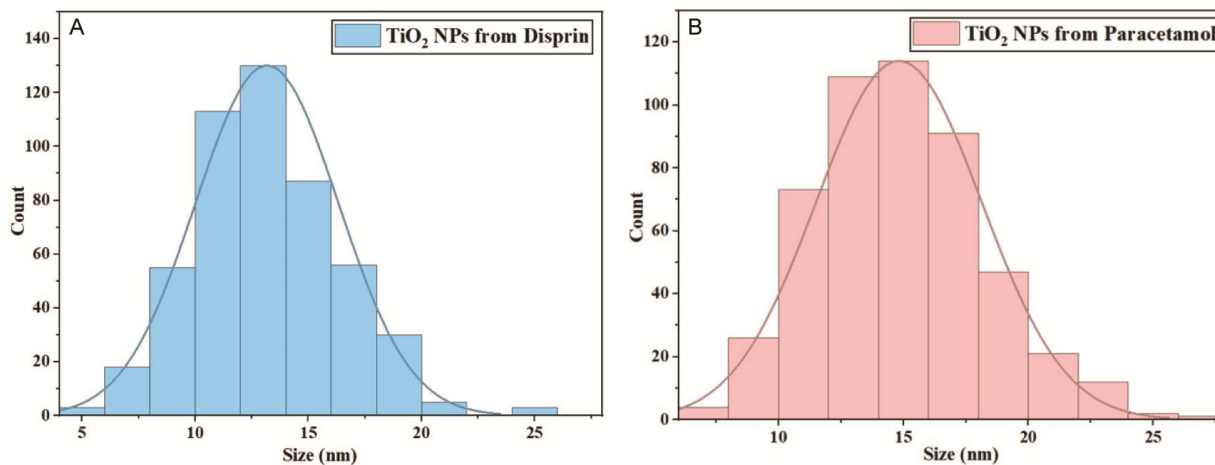 A
TiO₂ NPs from Disprin
140
120
100
80
60
40
20
0
Count
5 10 15 20 25
Size (nm)
B
TiO₂ NPs from Paracetamol
120
100
80
60
40
20
0
Count
10 15 20 25
Size (nm)